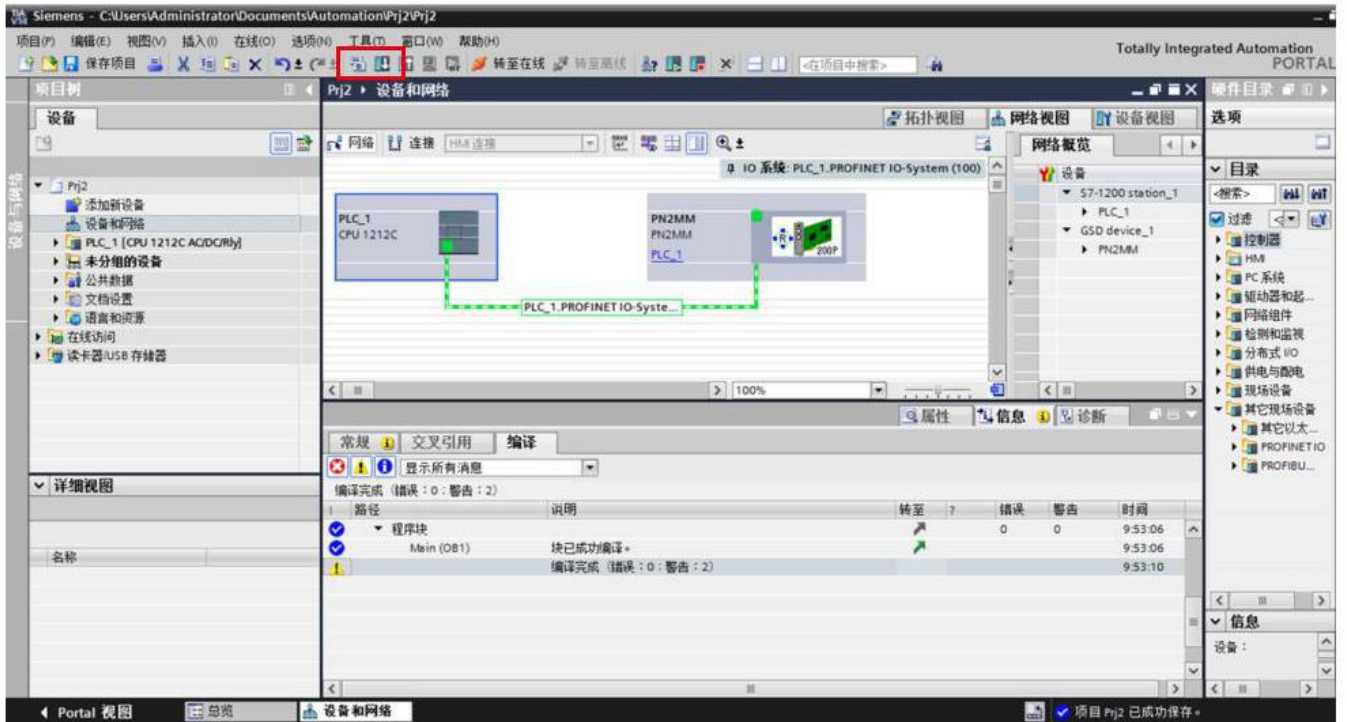 Siemens - C:\Users\Administrator\Documents\Automation\Prj2\Prj2
项目(P) 编辑(E) 视图(V) 插入(I) 在线(O) 选项(N) 工具(T) 窗口(W) 帮助(H)
Totally Integrated Automation
PORTAL
保存项目 转至在线 转至离线 <在项目中搜索>
项目树
Prj2 设备和网络
硬件目录
设备
拓扑视图 网络视图 设备视图
选项
网络 连接 HMI 连接
网络概览
IO 系统: PLC_1.PROFINET IO-System (100)
设备与网络
Prj2
添加新设备
设备和网络
PLC_1 [CPU 1212C AC/DC/Rly]
未分组的设备
公共数据
文档设置
语言和资源
在线访问
读卡器/USB 存储器
PLC_1
CPU 1212C
PN2MM
PN2MM
PLC_1
200P
PLC_1.PROFINET IO-Syste...
设备
S7-1200 station_1
PLC_1
GSD device_1
PN2MM
目录
<搜索>
过滤
控制器
HMI
PC 系统
驱动器和起...
网络组件
检测和监视
分布式 I/O
供电与配电
现场设备
其它现场设备
其它以太...
PROFINET IO
PROFIBU...
100%
属性 信息 诊断
常规 交叉引用 编译
显示所有消息
编译完成（错误：0；警告：2）
! 路径 说明 转至 ? 错误 警告 时间
程序块 0 0 9:53:06
Main (OB1) 块已成功编译。 9:53:06
编译完成（错误：0；警告：2） 9:53:10
详细视图
名称
信息
设备：
Portal 视图 总览 设备和网络 项目 Prj2 已成功保存。